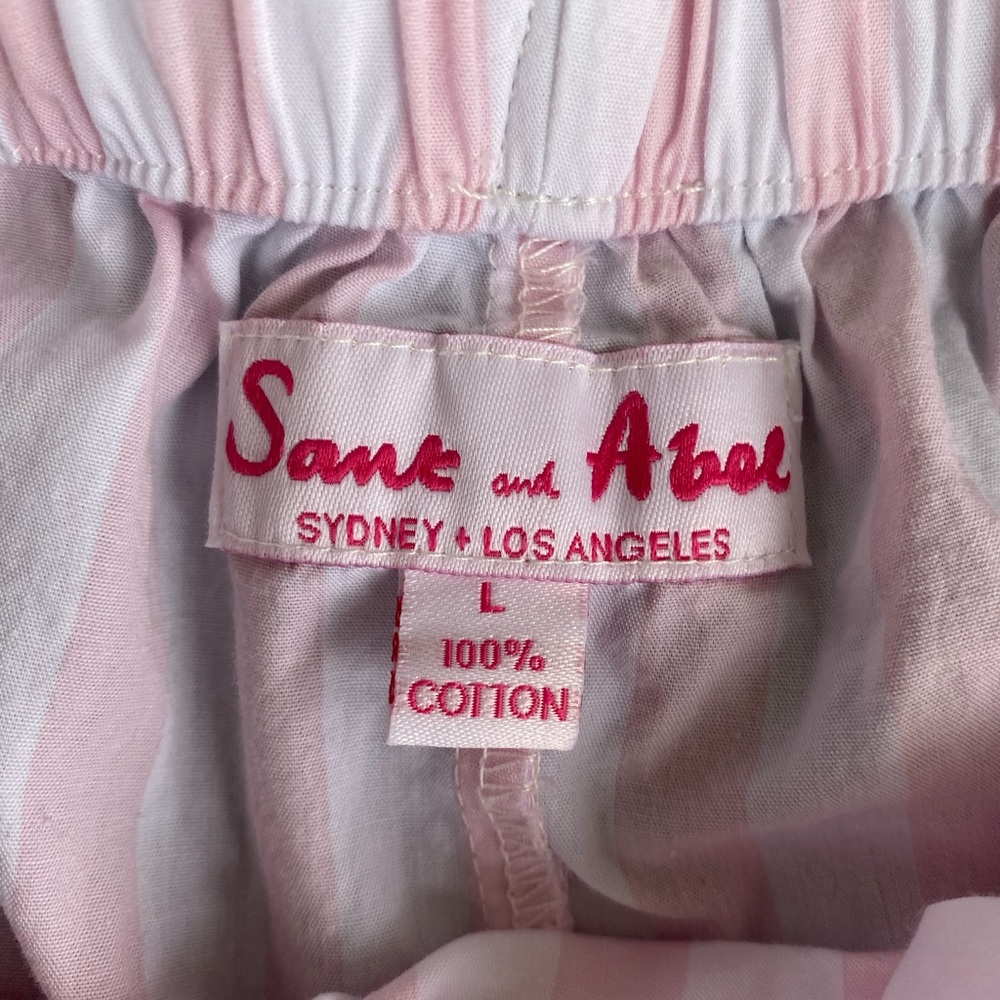 Sant and Abel
SYDNEY + LOS ANGELES
L
100%
COTTON